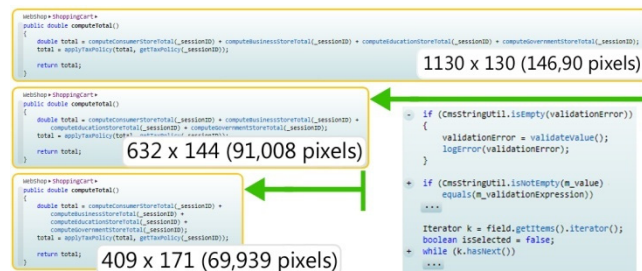 WebShop ▸ ShoppingCart ▸
public double computeTotal()
{
double total = computeConsumerStoreTotal(_sessionID) + computeBusinessStoreTotal(_sessionID) + computeEducationStoreTotal(_sessionID) + computeGovernmentStoreTotal(_sessionID);
total = applyTaxPolicy(total, getTaxPolicy(_sessionID));
return total;
}
1130 x 130 (146,90 pixels)
WebShop ▸ ShoppingCart ▸
public double computeTotal()
{
double total = computeConsumerStoreTotal(_sessionID) + computeBusinessStoreTotal(_sessionID) +
computeEducationStoreTotal(_sessionID) + computeGovernmentStoreTotal(_sessionID);
total = applyTaxPolicy(total, getTaxPolicy(_sessionID));
return total;
}
632 x 144 (91,008 pixels)
WebShop ▸ ShoppingCart ▸
public double computeTotal()
{
double total = computeConsumerStoreTotal(_sessionID) +
computeBusinessStoreTotal(_sessionID) +
computeEducationStoreTotal(_sessionID) +
computeGovernmentStoreTotal(_sessionID);
total = applyTaxPolicy(total, getTaxPolicy(_sessionID));
return total;
}
409 x 171 (69,939 pixels)
- if (CmsStringUtil.isEmpty(validationError))
{
validationError = validateValue();
logError(validationError);
}
+ if (CmsStringUtil.isNotEmpty(m_value)
equals(m_validationExpression))
...
Iterator k = field.getItems().iterator();
boolean isSelected = false;
+ while (k.hasNext())
...